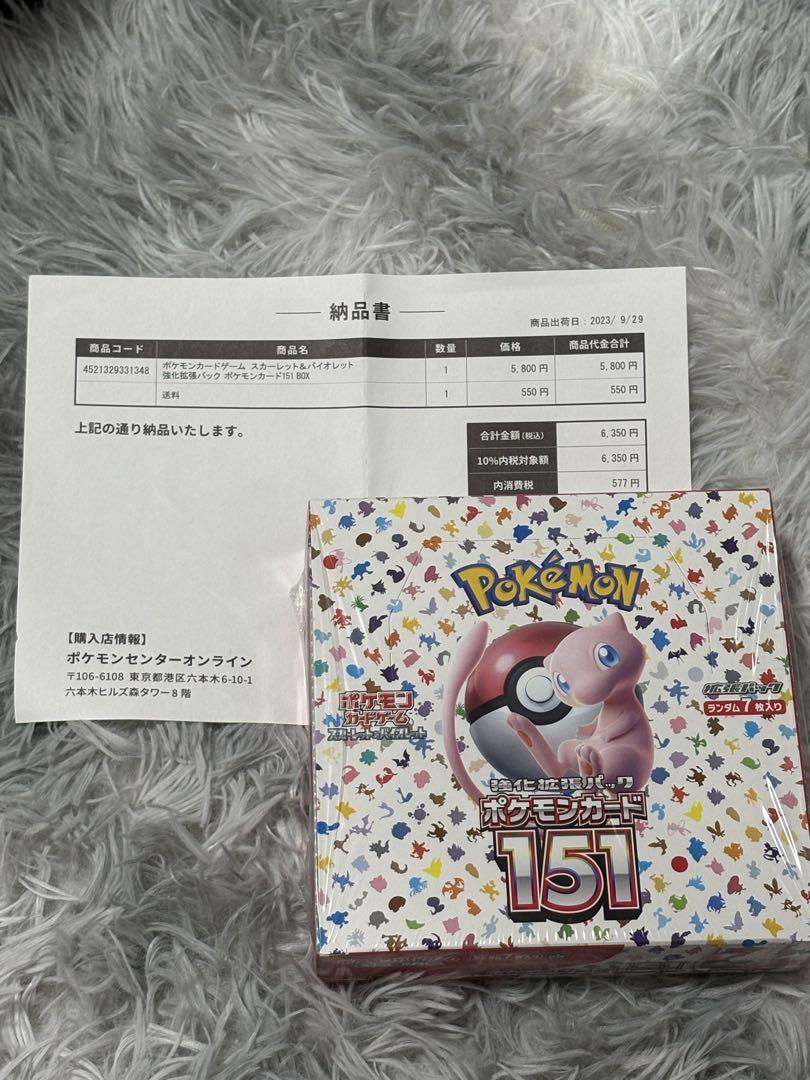 納品書
商品出荷日：2023/ 9/29
商品コード 商品名 数量 価格 商品代金合計
4521329331348 ポケモンカードゲーム スカーレット＆バイオレット 1 5,800 円 5,800 円
強化拡張パック ポケモンカード151 BOX
送料 1 550 円 550 円
上記の通り納品いたします。
合計金額（税込） 6,350 円
10％内税対象額 6,350 円
内消費税 577 円
【購入店情報】
ポケモンセンターオンライン
〒106-6108 東京都港区六本木6-10-1
六本木ヒルズ森タワー８階
POKéMON
ポケモン
カードゲーム
スカーレット&バイオレット
拡張パック
ランダム7枚入り
強化拡張パック
ポケモンカード
151